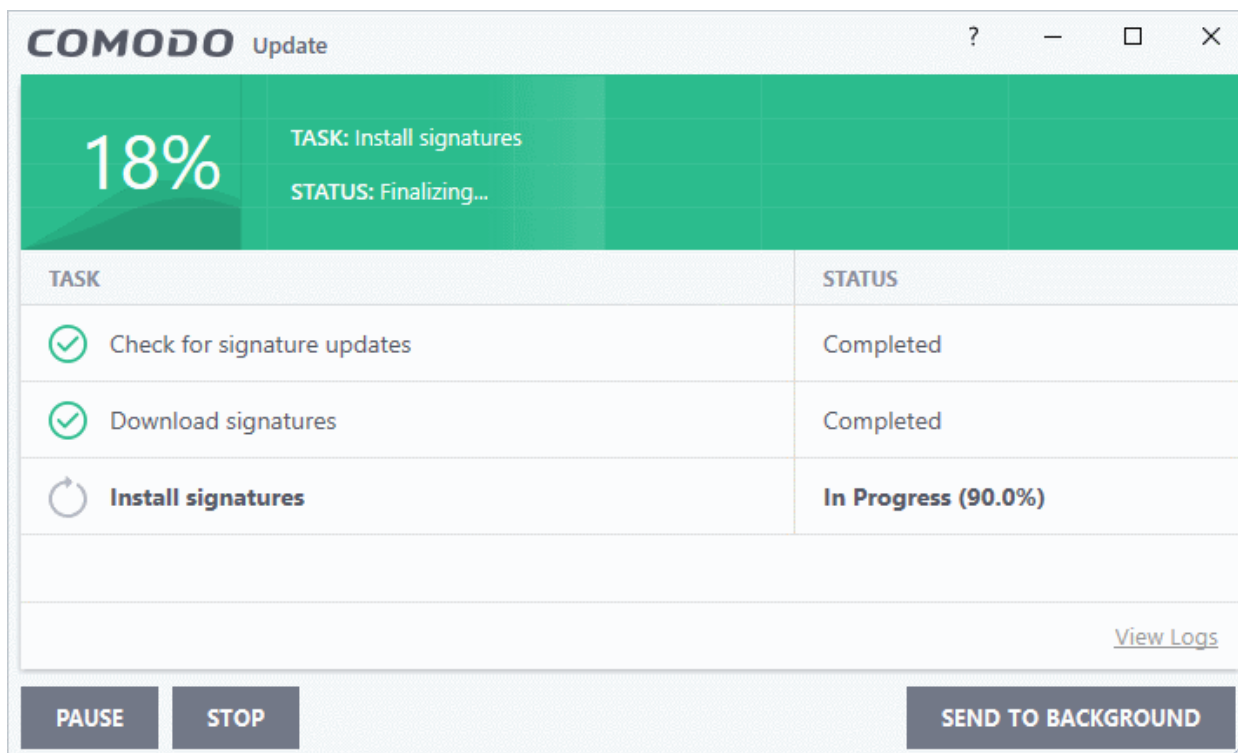 COMODO Update ?
18%
TASK: Install signatures
STATUS: Finalizing...
TASK STATUS
Check for signature updates Completed
Download signatures Completed
Install signatures In Progress (90.0%)
View Logs
PAUSE STOP SEND TO BACKGROUND